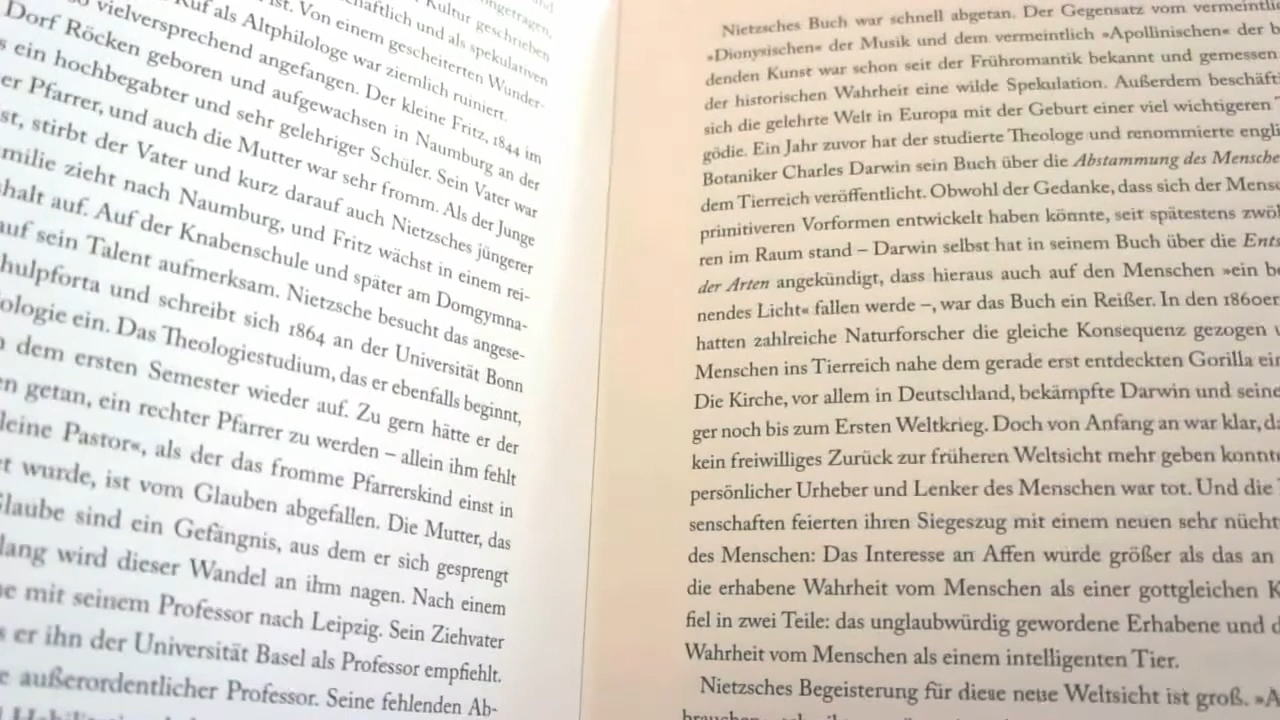 ongetragen,
Kultur geschrieben
haftlich und als spekulativen
ist. Von einem gescheiterten Wunder-
Ruf als Altphilologe war ziemlich ruiniert.
vielversprechend angefangen. Der kleine Fritz, 1844 im
Dorf Röcken geboren und aufgewachsen in Naumburg an der
ein hochbegabter und sehr gelehriger Schüler. Sein Vater war
er Pfarrer, und auch die Mutter war sehr fromm. Als der Junge
st, stirbt der Vater und kurz darauf auch Nietzsches jüngerer
milie zieht nach Naumburg, und Fritz wächst in einem rei-
halt auf. Auf der Knabenschule und später am Domgymna-
auf sein Talent aufmerksam. Nietzsche besucht das angese-
hulpforta und schreibt sich 1864 an der Universität Bonn
ologie ein. Das Theologiestudium, das er ebenfalls beginnt,
dem ersten Semester wieder auf. Zu gern hätte er der
en getan, ein rechter Pfarrer zu werden – allein ihm fehlt
leine Pastor«, als der das fromme Pfarrerskind einst in
et wurde, ist vom Glauben abgefallen. Die Mutter, das
Glaube sind ein Gefängnis, aus dem er sich gesprengt
lang wird dieser Wandel an ihm nagen. Nach einem
e mit seinem Professor nach Leipzig. Sein Ziehvater
s er ihn der Universität Basel als Professor empfiehlt.
e außerordentlicher Professor. Seine fehlenden Ab-
Nietzsches Buch war schnell abgetan. Der Gegensatz vom vermeintli
»Dionysischen« der Musik und dem vermeintlich »Apollinischen« der b
denden Kunst war schon seit der Frühromantik bekannt und gemessen
der historischen Wahrheit eine wilde Spekulation. Außerdem beschäfti
sich die gelehrte Welt in Europa mit der Geburt einer viel wichtigeren
gödie. Ein Jahr zuvor hat der studierte Theologe und renommierte engli
Botaniker Charles Darwin sein Buch über die Abstammung des Mensche
dem Tierreich veröffentlicht. Obwohl der Gedanke, dass sich der Mensc
primitiveren Vorformen entwickelt haben könnte, seit spätestens zwöl
ren im Raum stand – Darwin selbst hat in seinem Buch über die Ents
der Arten angekündigt, dass hieraus auch auf den Menschen »ein be
nendes Licht« fallen werde –, war das Buch ein Reißer. In den 1860er
hatten zahlreiche Naturforscher die gleiche Konsequenz gezogen
Menschen ins Tierreich nahe dem gerade erst entdeckten Gorilla ein
Die Kirche, vor allem in Deutschland, bekämpfte Darwin und seine
ger noch bis zum Ersten Weltkrieg. Doch von Anfang an war klar, da
kein freiwilliges Zurück zur früheren Weltsicht mehr geben konnte
persönlicher Urheber und Lenker des Menschen war tot. Und die
senschaften feierten ihren Siegeszug mit einem neuen sehr nücht
des Menschen: Das Interesse an Affen wurde größer als das an
die erhabene Wahrheit vom Menschen als einer gottgleichen K
fiel in zwei Teile: das unglaubwürdig gewordene Erhabene und d
Wahrheit vom Menschen als einem intelligenten Tier.
Nietzsches Begeisterung für diese neue Weltsicht ist groß. »A